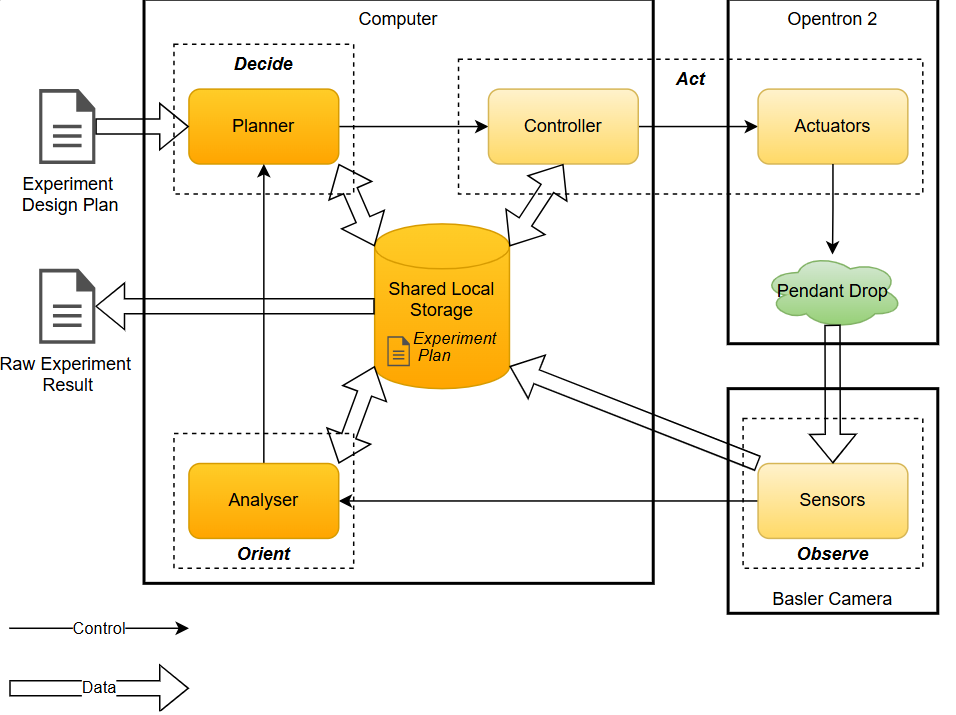 Computer
Opentron 2
Decide
Act
Planner
Controller
Actuators
Experiment
Design Plan
Shared Local
Storage
Experiment
Plan
Pendant Drop
Raw Experiment
Result
Analyser
Sensors
Orient
Observe
Basler Camera
Control
Data